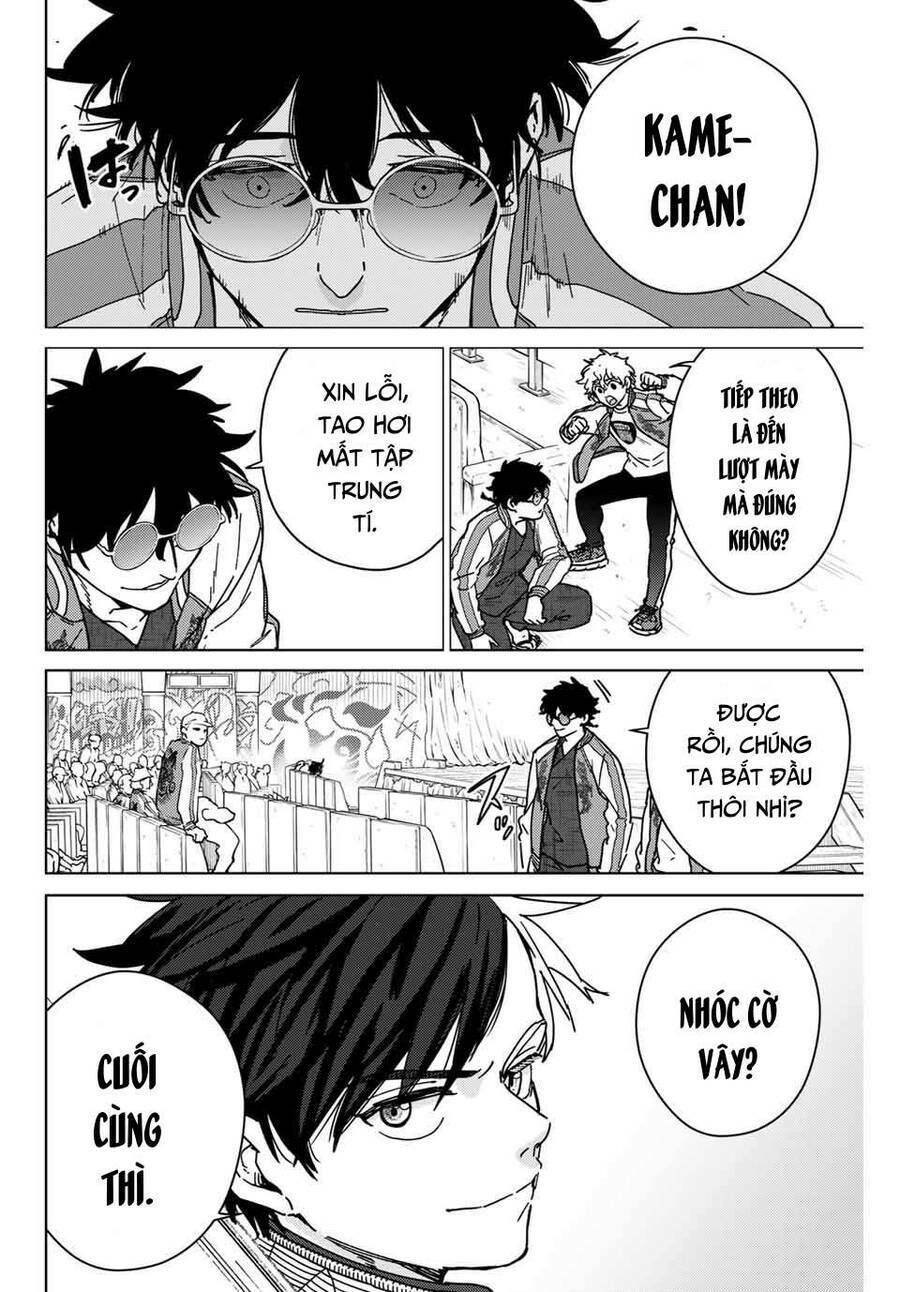 KAME-
CHAN!
はっ
TIẾP THEO
LÀ ĐẾN
LƯỢT MÀY
MÀ ĐÚNG
KHÔNG?
XIN LỖI,
TAO HƠI
MẤT TẬP
TRUNG
TÍ.
ĐƯỢC
RỒI, CHÚNG
TA BẮT ĐẦU
THÔI NHỈ?
NHÓC CỜ
VÂY?
CUỐI
CÙNG
THÌ.